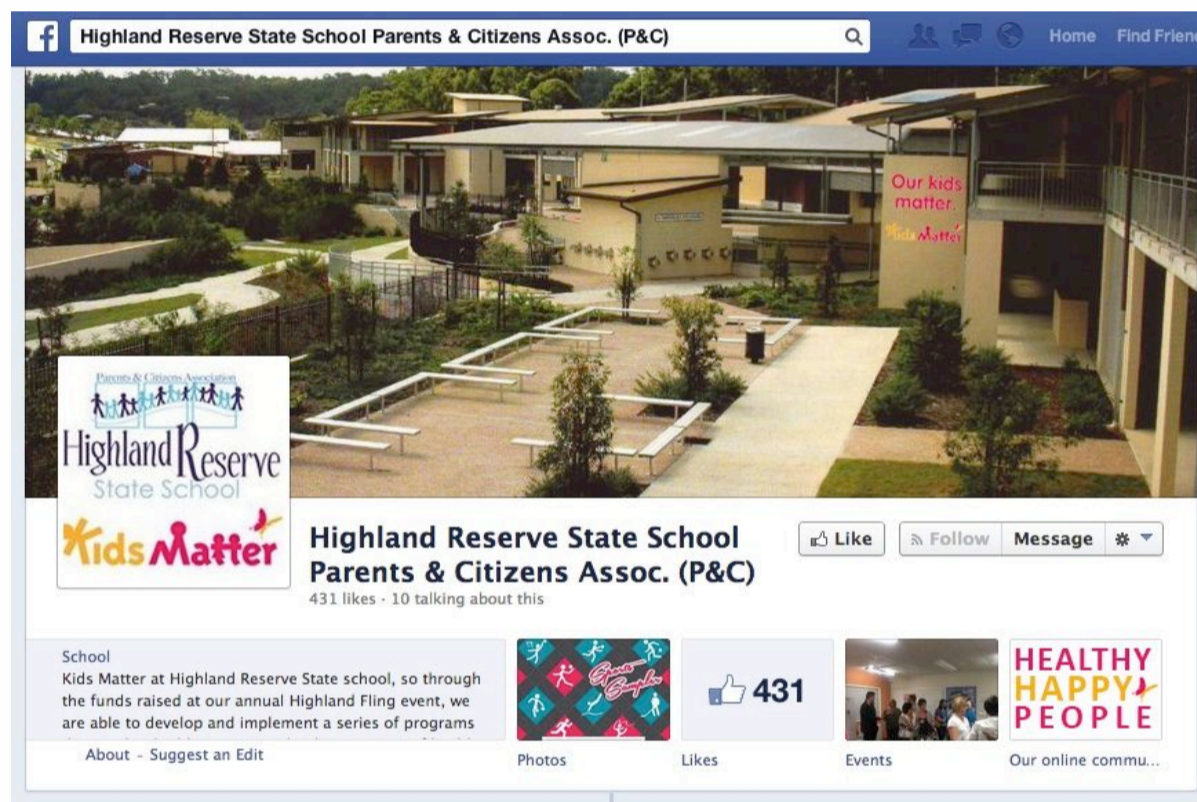 Highland Reserve State School Parents & Citizens Assoc. (P&C)
Home Find Frien
Our kids
matter.
Kids Matter
Parents & Citizens Association
Highland Reserve
State School
Kids Matter
Highland Reserve State School
Parents & Citizens Assoc. (P&C)
431 likes · 10 talking about this
Like
Follow
Message
School
Kids Matter at Highland Reserve State school, so through
the funds raised at our annual Highland Fling event, we
are able to develop and implement a series of programs
About - Suggest an Edit
Sports
Sampler
Photos
431
Likes
Events
HEALTHY
HAPPY
PEOPLE
Our online commu...